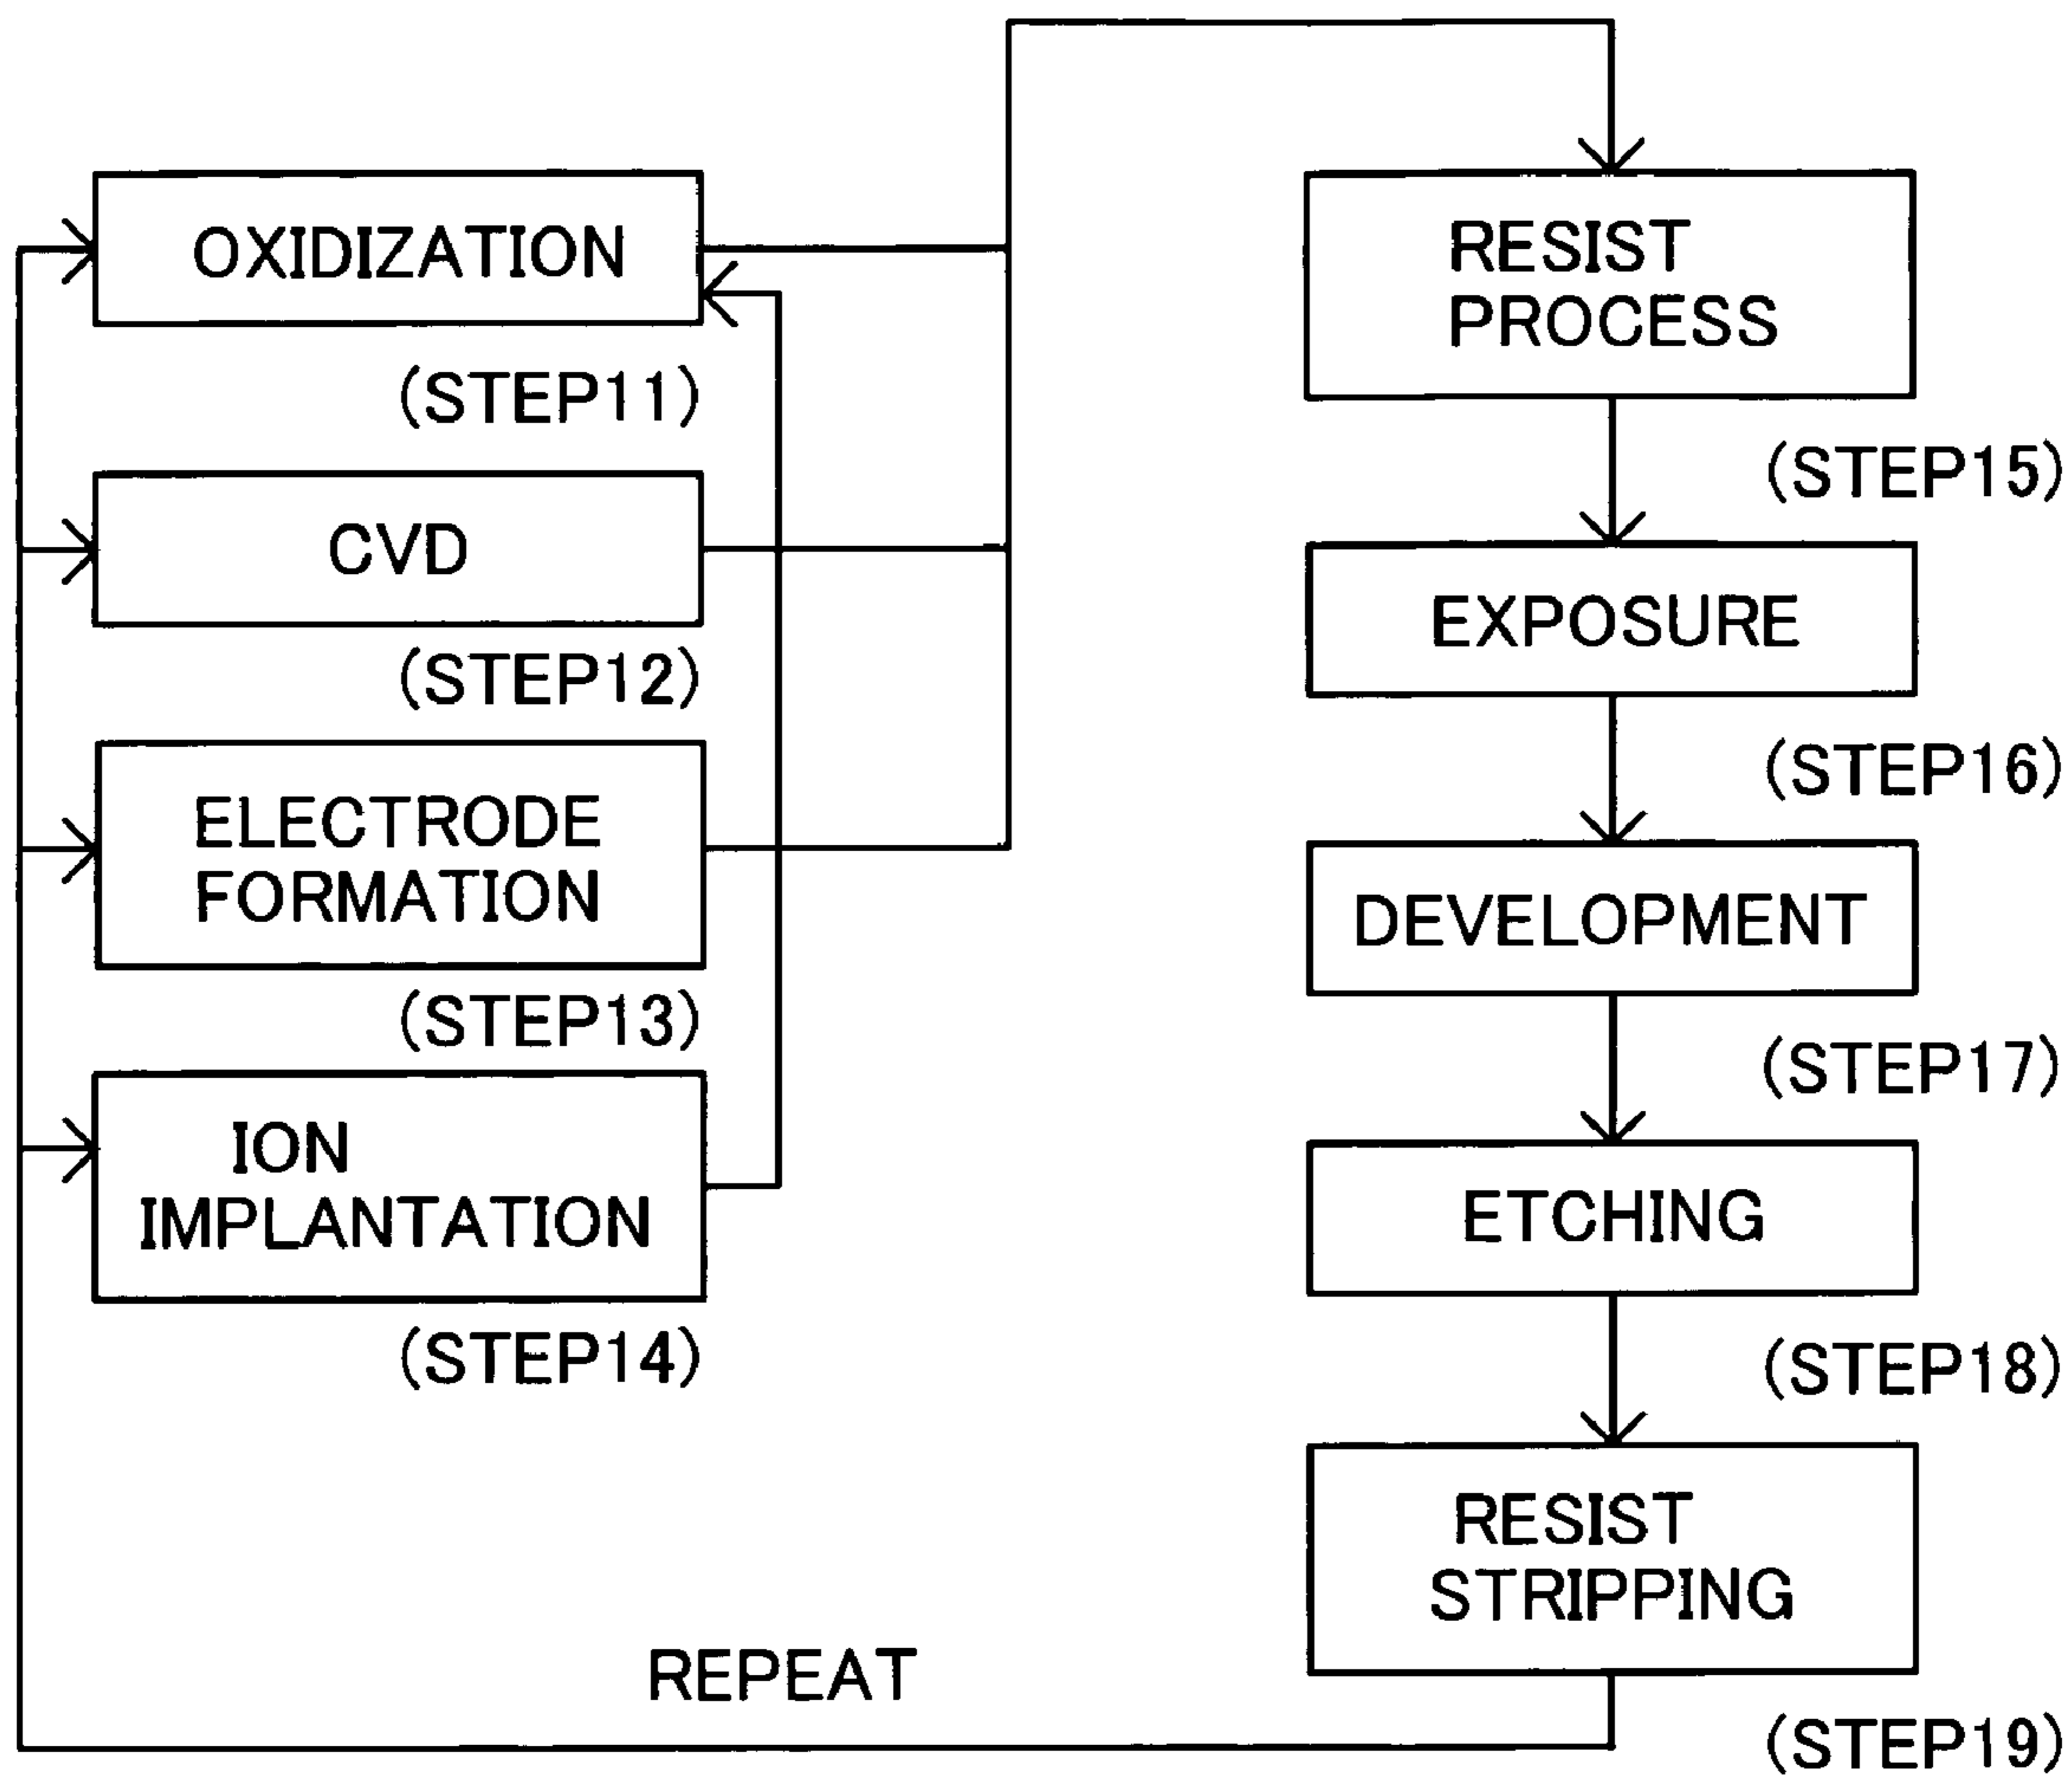 OXIDIZATION
(STEP11)
CVD
(STEP12)
ELECTRODE
FORMATION
(STEP13)
ION
IMPLANTATION
(STEP14)
RESIST
PROCESS
(STEP15)
EXPOSURE
(STEP16)
DEVELOPMENT
(STEP17)
ETCHING
(STEP18)
RESIST
STRIPPING
(STEP19)
REPEAT